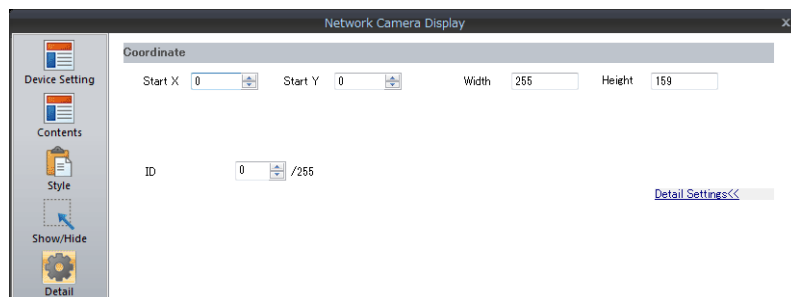 Network Camera Display
x
Device Setting
Contents
Style
Show/Hide
Detail
Coordinate
Start X 0 Start Y 0 Width 255 Height 159
ID 0 /255
Detail Settings<<